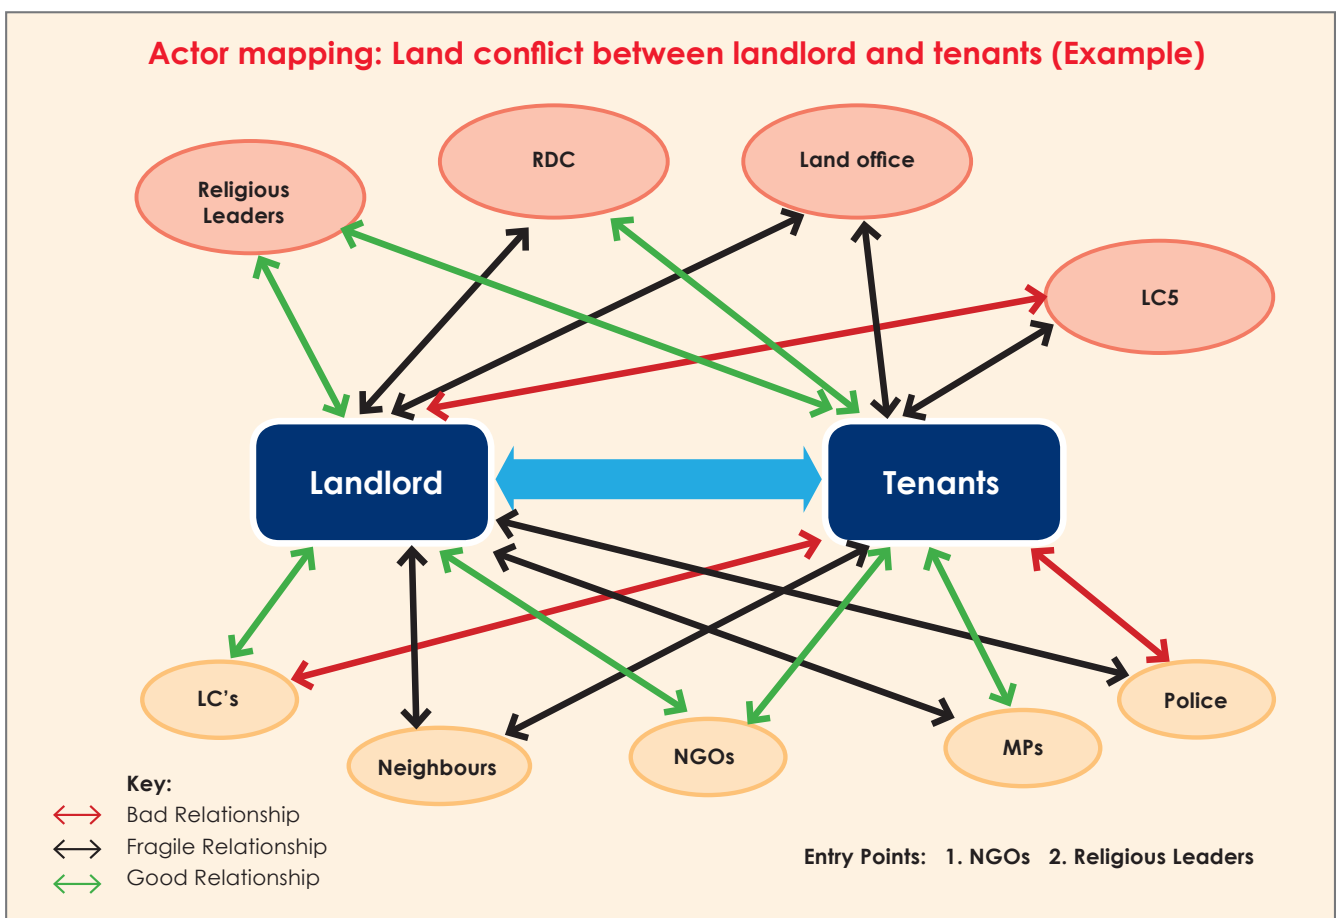 Actor mapping: Land conflict between landlord and tenants (Example)
RDC
Land office
Religious
Leaders
LC5
Landlord
Tenants
LC's
Neighbours
NGOs
MPs
Police
Key:
Bad Relationship
Fragile Relationship
Good Relationship
Entry Points: 1. NGOs 2. Religious Leaders